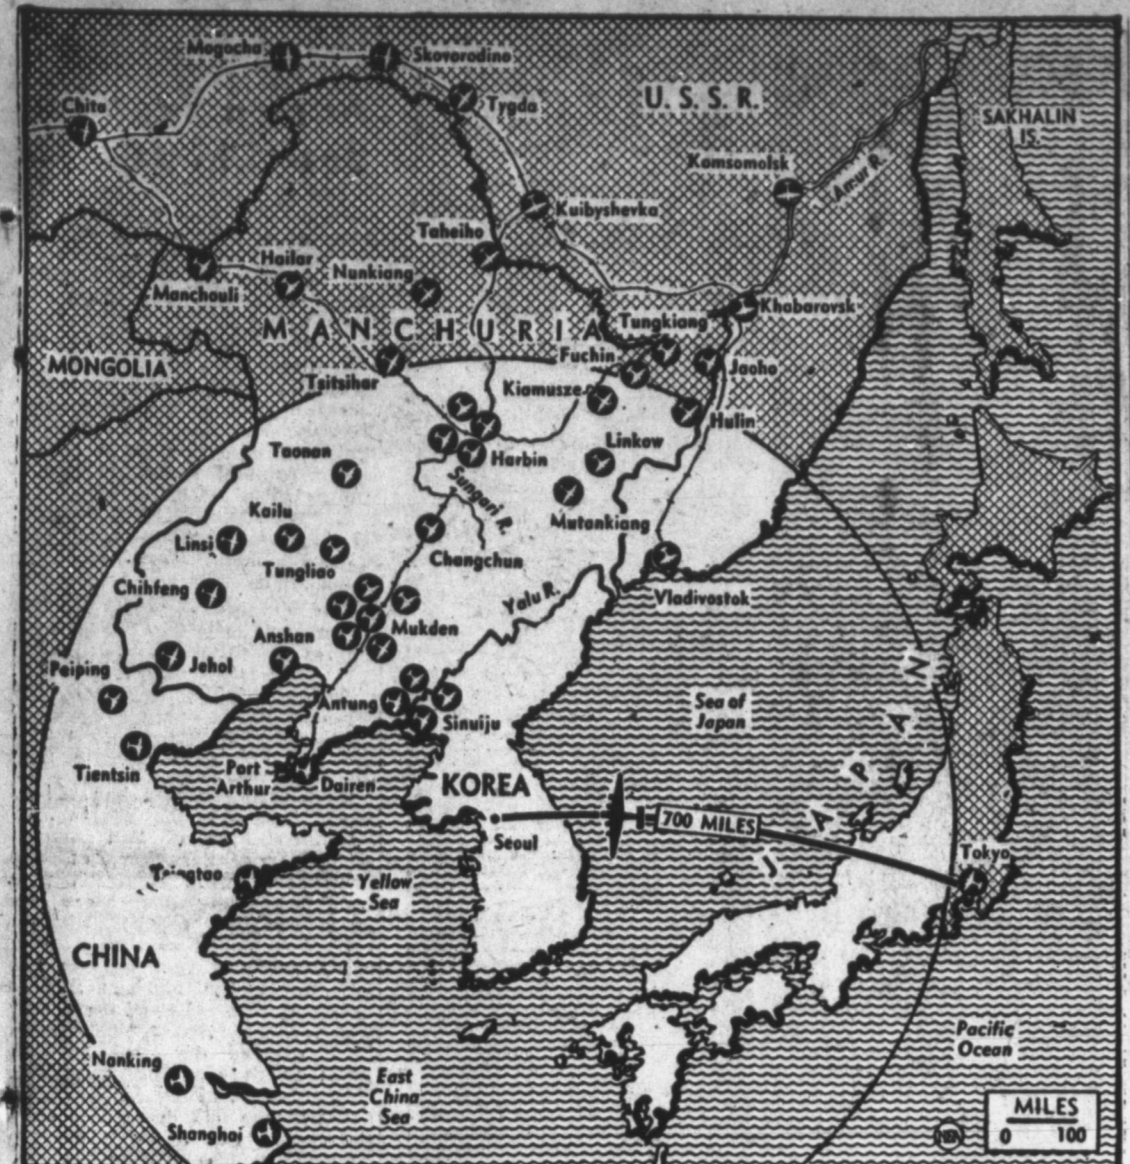 Mogocha
Skovorodino
Chita
Tygda
U. S. S. R.
SAKHALIN
IS.
Komsomolsk
Amur R.
Kuibyshevka
Taheiho
Hailar
Nunkiang
Manchouli
Khabarovsk
MANCHURIA
Tungkiang
Fuchin
MONGOLIA
Jaoho
Tsitsihar
Kiamusze
Hulin
Linkow
Taonan
Harbin
Sungari R.
Kailu
Mutankiang
Linsi
Changchun
Tungliao
Chihfeng
Yalu R.
Vladivostok
Mukden
Anshan
Peiping
Jehol
Antung
Sea of
Japan
Sinuiju
Tientsin
Port
Arthur
Dairen
KOREA
JAPAN
700 MILES
Seoul
Tokyo
Tsingtao
Yellow
Sea
CHINA
Pacific
Ocean
Nanking
East
China
Sea
MILES
0 100
Shanghai